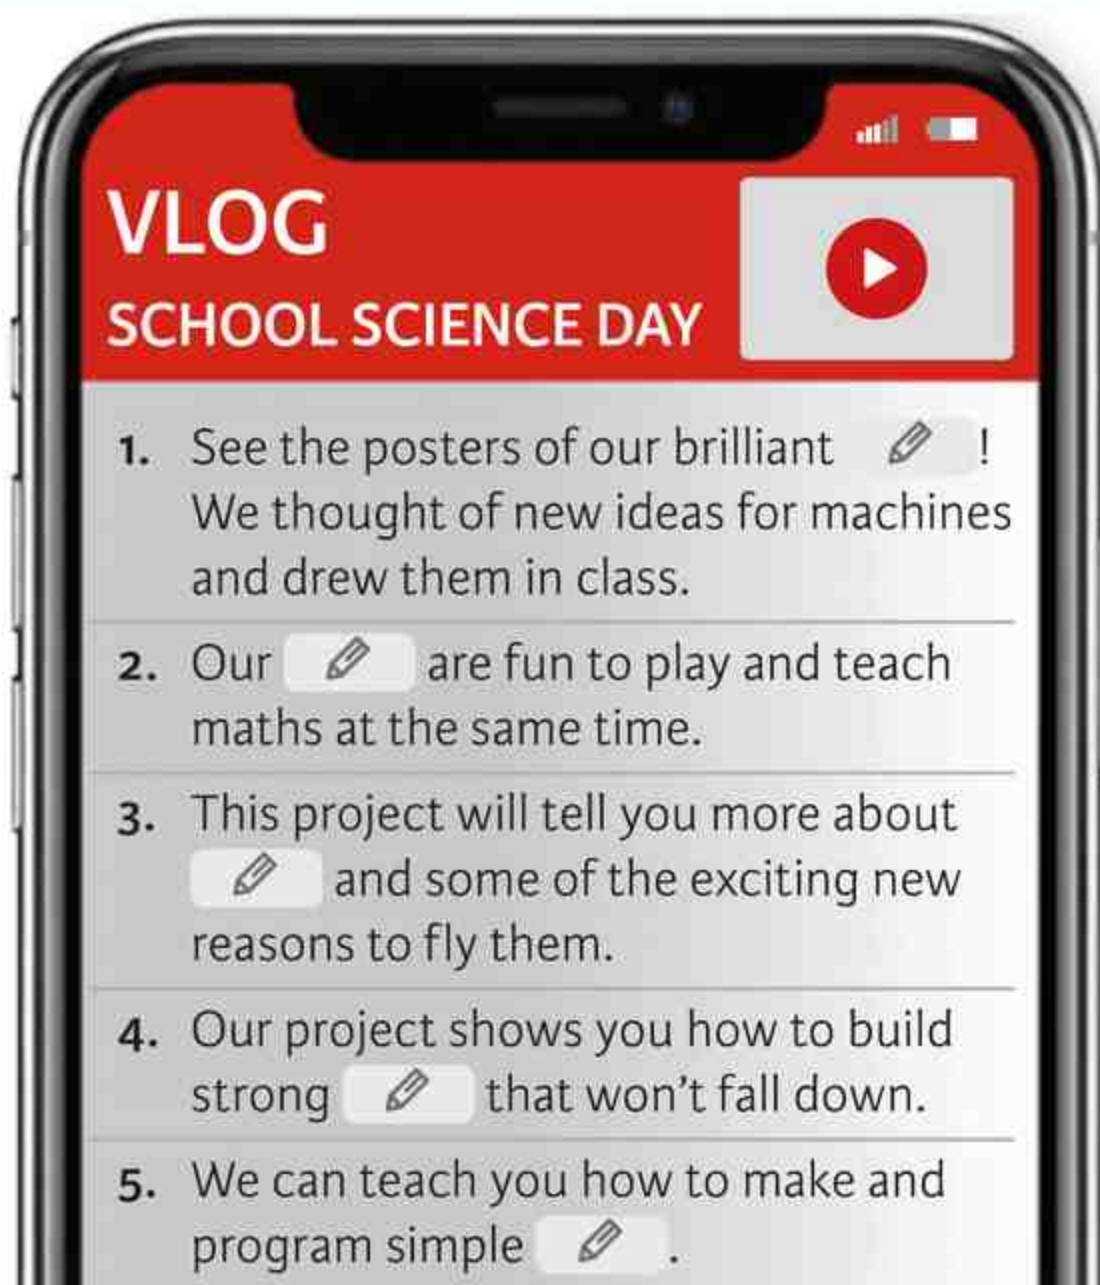 VLOG
SCHOOL SCIENCE DAY
1. See the posters of our brilliant !
We thought of new ideas for machines
and drew them in class.
2. Our are fun to play and teach
maths at the same time.
3. This project will tell you more about
and some of the exciting new
reasons to fly them.
4. Our project shows you how to build
strong that won't fall down.
5. We can teach you how to make and
program simple .